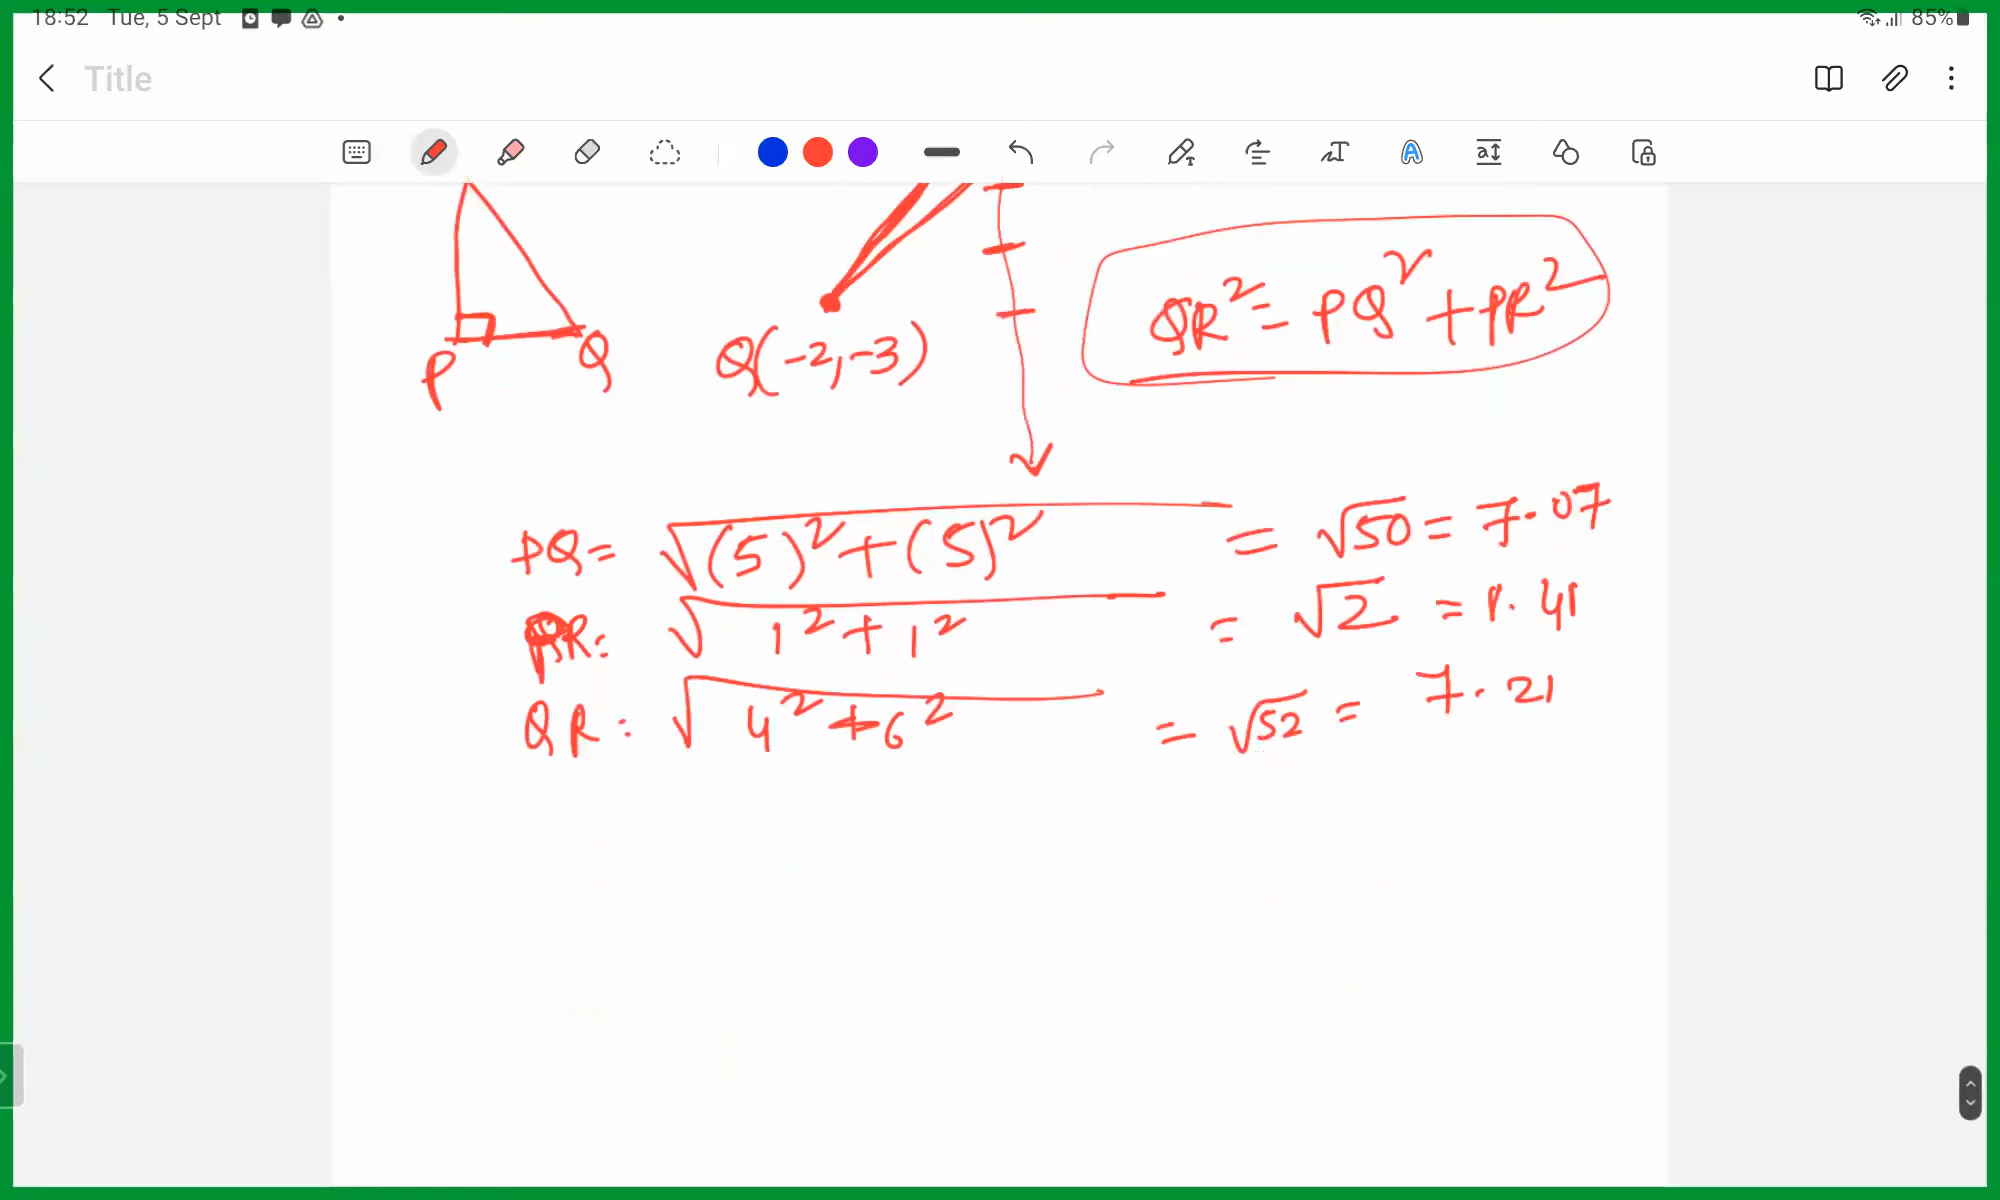 18:52 Tue, 5 Sept
85%
Title
QR² = PQ² + PR²
P
Q
Q(-2,-3)
PQ = √(5)² + (5)² = √50 = 7.07
PR: √1² + 1² = √2 = 1.41
QR: √4² + 6² = √52 = 7.21